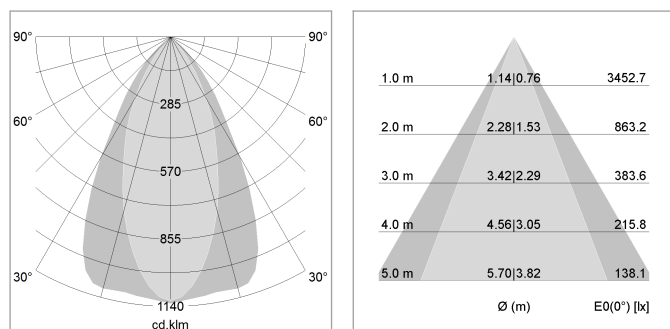 90° 90°
285
60° 60°
570
855
30° 30°
1140
cd.klm
1.0 m 1.14|0.76 3452.7
2.0 m 2.28|1.53 863.2
3.0 m 3.42|2.29 383.6
4.0 m 4.56|3.05 215.8
5.0 m 5.70|3.82 138.1
Ø (m) E0(0°) [lx]